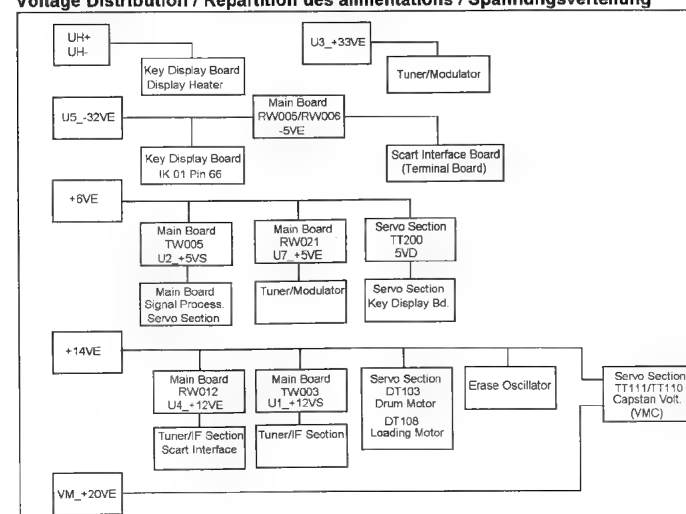 Voltage Distribution / Répartition des alimentations / Spannungsverteilung
UH+
UH-
Key Display Board
Display Heater
U3_+33VE
Tuner/Modulator
U5_-32VE
Main Board
RW005/RW006
-5VE
Key Display Board
IK 01 Pin 66
Scart Interface Board
(Terminal Board)
+6VE
Main Board
TW005
U2_+5VS
Main Board
RW021
U7_+5VE
Servo Section
TT200
5VD
Main Board
Signal Process.
Servo Section
Tuner/Modulator
Servo Section
Key Display Bd.
+14VE
Main Board
RW012
U4_+12VE
Main Board
TW003
U1_+12VS
Servo Section
DT103
Drum Motor
DT108
Loading Motor
Erase Oscillator
Servo Section
TT111/TT110
Capstan Volt.
(VMC)
Tuner/IF Section
Scart Interface
Tuner/IF Section
VM_+20VE